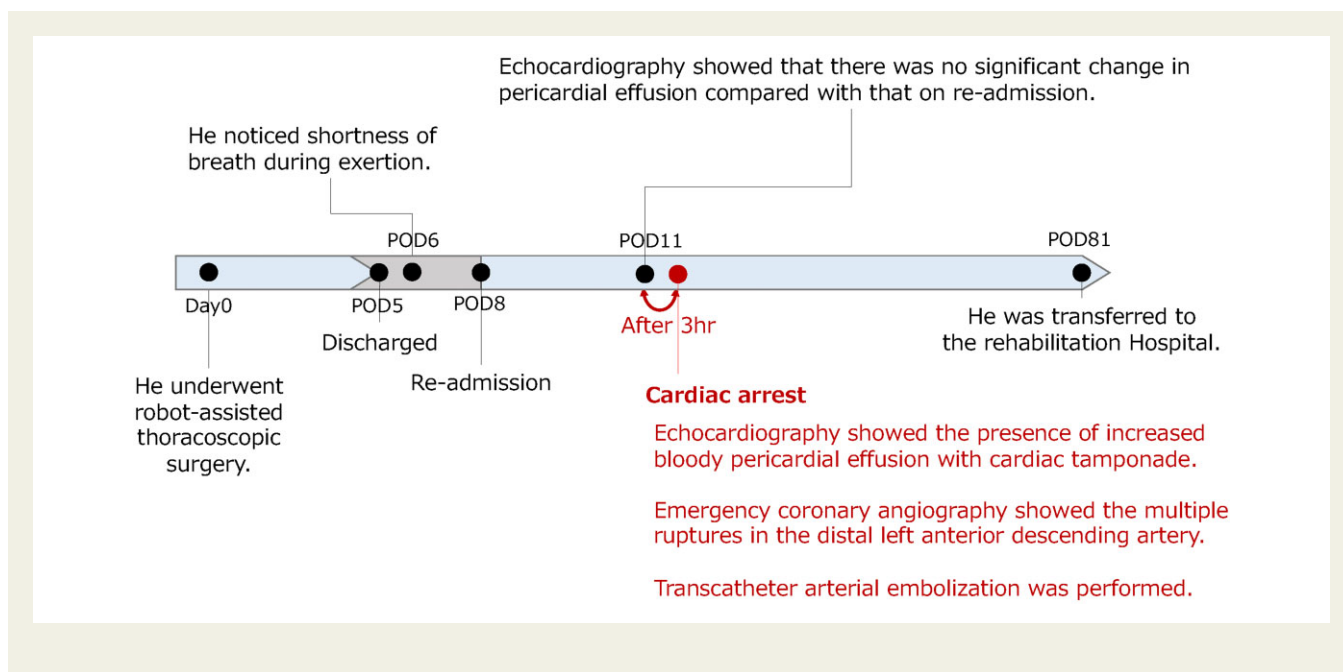 Echocardiography showed that there was no significant change in
pericardial effusion compared with that on re-admission.
He noticed shortness of
breath during exertion.
POD6
POD11
POD81
Day0
POD5
POD8
After 3hr
Discharged
Re-admission
He was transferred to
the rehabilitation Hospital.
He underwent
robot-assisted
thoracoscopic
surgery.
Cardiac arrest
Echocardiography showed the presence of increased
bloody pericardial effusion with cardiac tamponade.
Emergency coronary angiography showed the multiple
ruptures in the distal left anterior descending artery.
Transcatheter arterial embolization was performed.